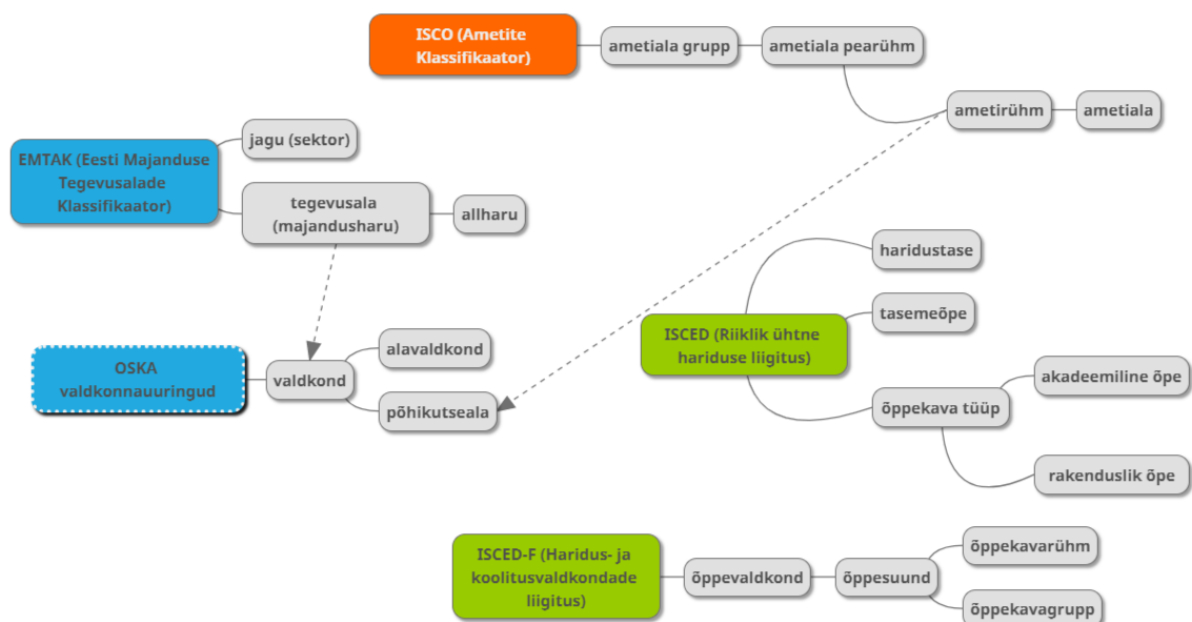 ISCO (Ametite
Klassifikaator)
ametiala grupp
ametiala pearühm
ametirühm
ametiala
EMTAK (Eesti Majanduse
Tegevusalade
Klassifikaator)
jagu (sektor)
tegevusala
(majandusharu)
allharu
OSKA
valdkonnauuringud
valdkond
alavaldkond
põhikutseala
ISCED (Riiklik ühtne
hariduse liigitus)
haridustase
tasemeõpe
õppekava tüüp
akadeemiline õpe
rakenduslik õpe
ISCED-F (Haridus- ja
koolitusvaldkondade
liigitus)
õppevaldkond
õppesuund
õppekavarühm
õppekavagrupp